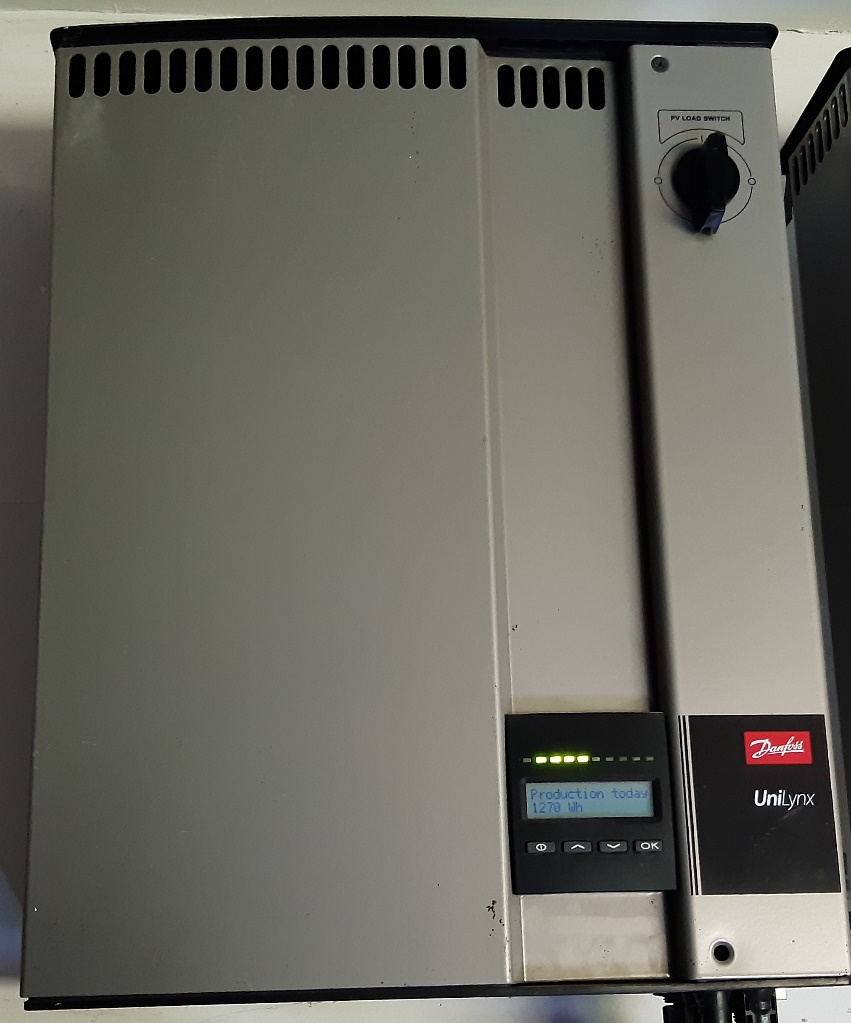 PV LOAD SWITCH
I
O O
Danfoss
UniLynx
Production today
1270 Wh
OK